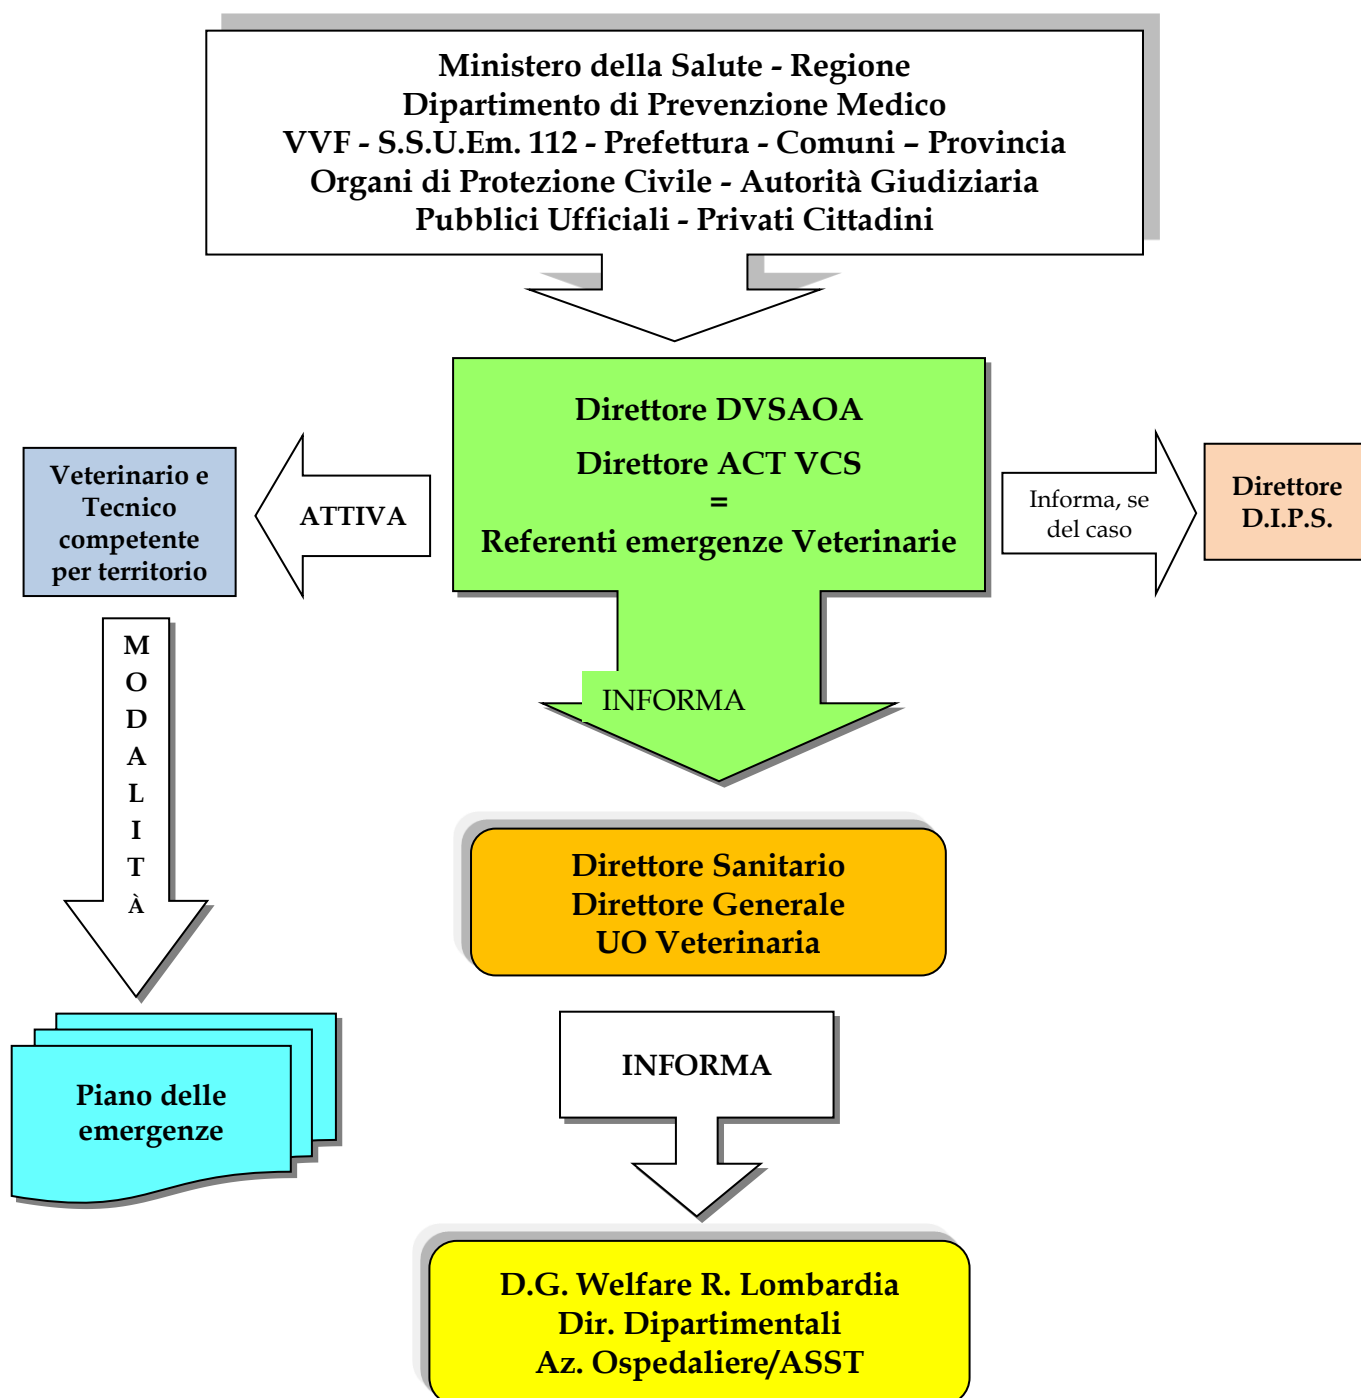 Ministero della Salute - Regione
Dipartimento di Prevenzione Medico
VVF - S.S.U.Em. 112 - Prefettura - Comuni – Provincia
Organi di Protezione Civile - Autorità Giudiziaria
Pubblici Ufficiali - Privati Cittadini
Direttore DVSAOA
Direttore ACT VCS
=
Referenti emergenze Veterinarie
Veterinario e
Tecnico
competente
per territorio
ATTIVA
Informa, se
del caso
Direttore
D.I.P.S.
M
O
D
A
L
I
T
À
INFORMA
Direttore Sanitario
Direttore Generale
UO Veterinaria
Piano delle
emergenze
INFORMA
D.G. Welfare R. Lombardia
Dir. Dipartimentali
Az. Ospedaliere/ASST